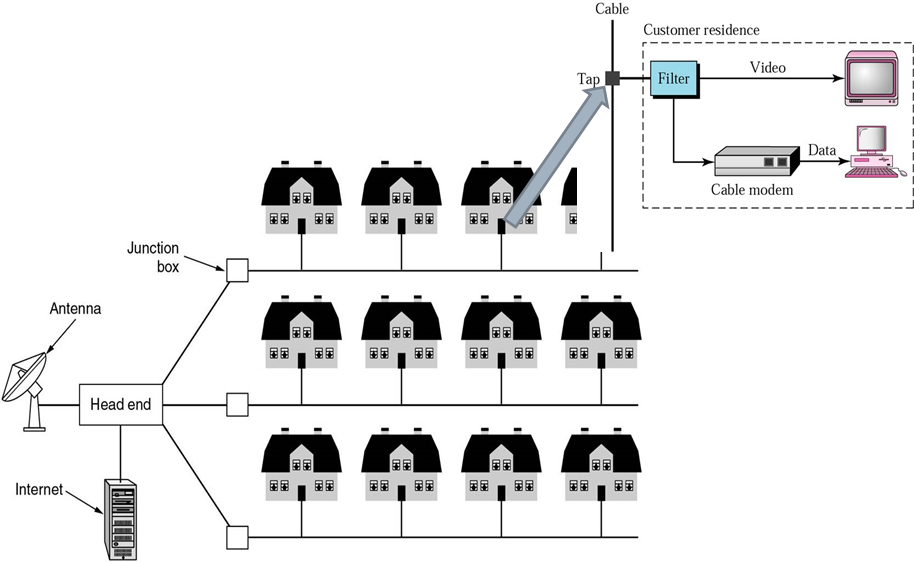 Cable
Customer residence
Tap
Filter
Video
Data
Cable modem
Junction
box
Antenna
Head end
Internet